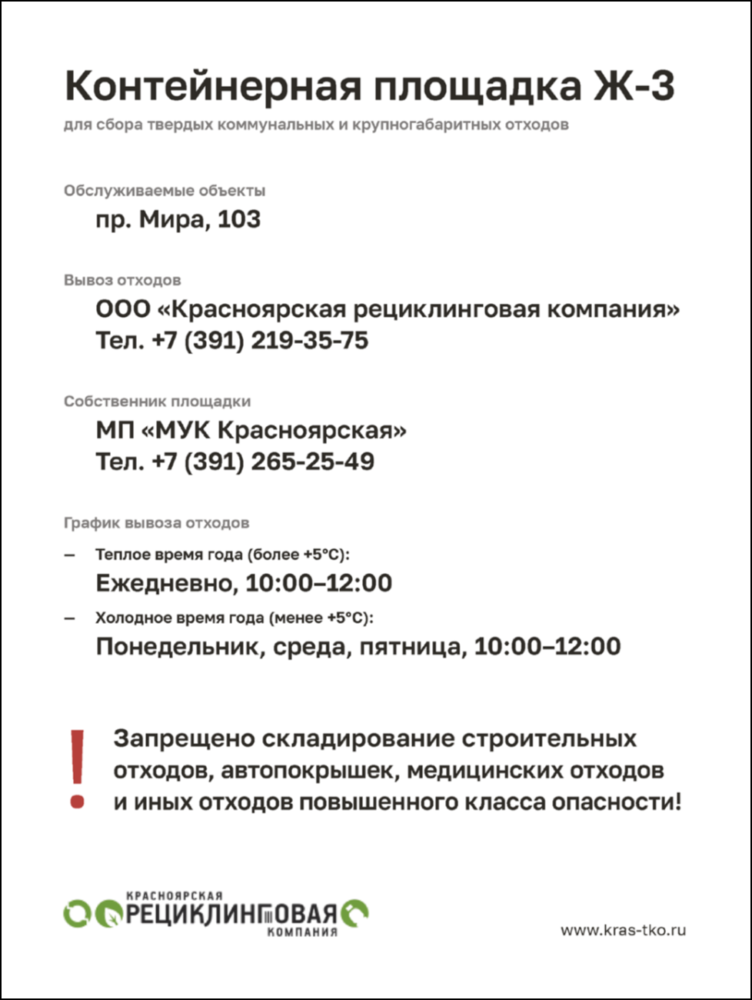 Контейнерная площадка Ж-3
для сбора твердых коммунальных и крупногабаритных отходов
Обслуживаемые объекты
пр. Мира, 103
Вывоз отходов
ООО «Красноярская рециклинговая компания»
Тел. +7 (391) 219-35-75
Собственник площадки
МП «МУК Красноярская»
Тел. +7 (391) 265-25-49
График вывоза отходов
– Теплое время года (более +5°С):
Ежедневно, 10:00–12:00
– Холодное время года (менее +5°С):
Понедельник, среда, пятница, 10:00–12:00
! Запрещено складирование строительных
отходов, автопокрышек, медицинских отходов
и иных отходов повышенного класса опасности!
КРАСНОЯРСКАЯ
РЕЦИКЛИНГОВАЯ
КОМПАНИЯ
www.kras-tko.ru